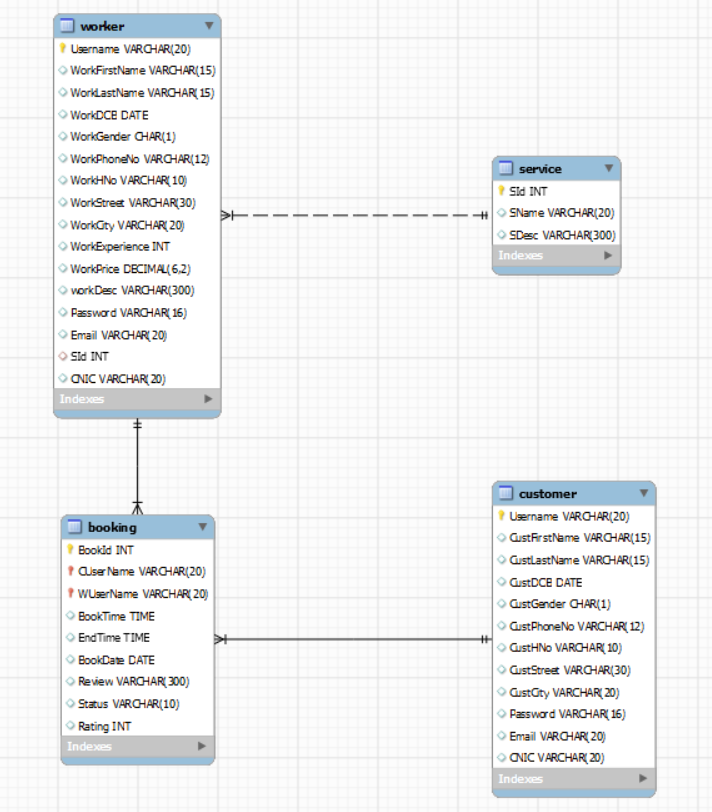 worker
Username VARCHAR(20)
WorkFirstName VARCHAR(15)
WorkLastName VARCHAR(15)
WorkDOB DATE
WorkGender CHAR(1)
WorkPhoneNo VARCHAR(12)
WorkHNo VARCHAR(10)
WorkStreet VARCHAR(30)
WorkCity VARCHAR(20)
WorkExperience INT
WorkPrice DECIMAL(6,2)
workDesc VARCHAR(300)
Password VARCHAR(16)
Email VARCHAR(20)
SId INT
CNIC VARCHAR(20)
Indexes
service
SId INT
SName VARCHAR(20)
SDesc VARCHAR(300)
Indexes
booking
BookId INT
CUserName VARCHAR(20)
WUserName VARCHAR(20)
BookTime TIME
EndTime TIME
BookDate DATE
Review VARCHAR(300)
Status VARCHAR(10)
Rating INT
Indexes
customer
Username VARCHAR(20)
CustFirstName VARCHAR(15)
CustLastName VARCHAR(15)
CustDOB DATE
CustGender CHAR(1)
CustPhoneNo VARCHAR(12)
CustHNo VARCHAR(10)
CustStreet VARCHAR(30)
CustCity VARCHAR(20)
Password VARCHAR(16)
Email VARCHAR(20)
CNIC VARCHAR(20)
Indexes